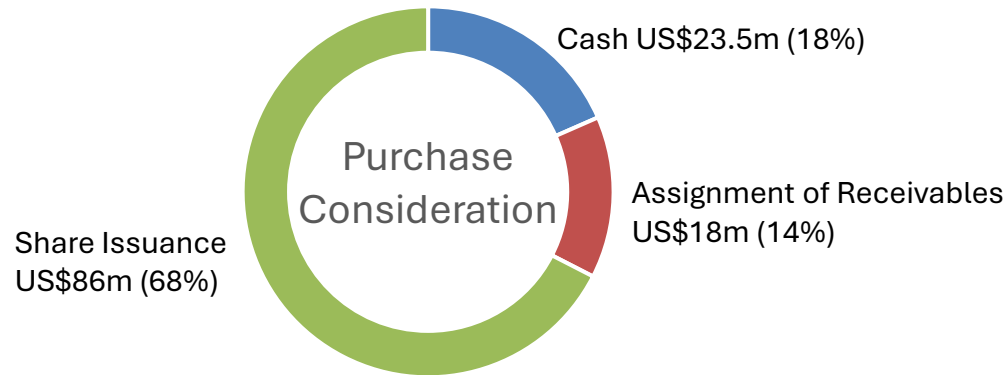 Cash US$23.5m (18%)
Purchase
Consideration
Assignment of Receivables
US$18m (14%)
Share Issuance
US$86m (68%)